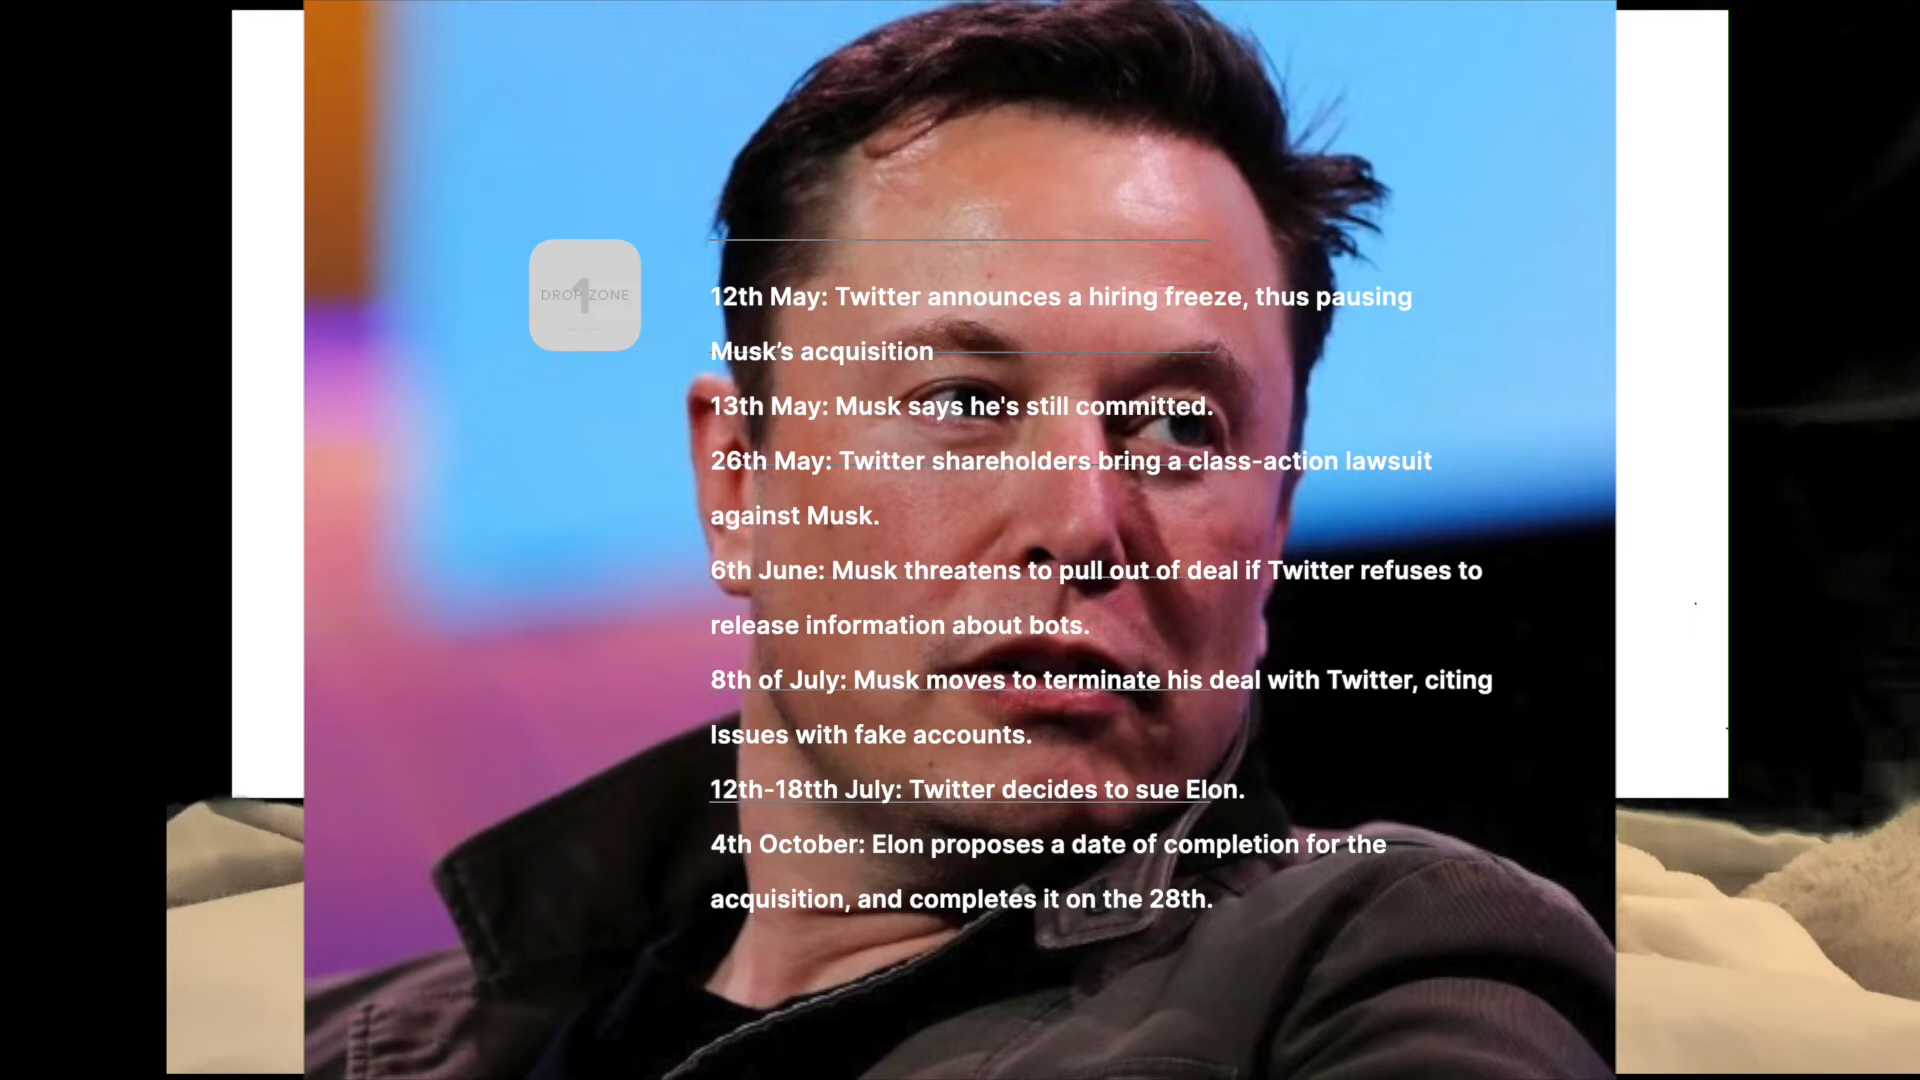 DROP ZONE
1
12th May: Twitter announces a hiring freeze, thus pausing
Musk’s acquisition
13th May: Musk says he's still committed.
26th May: Twitter shareholders bring a class-action lawsuit
against Musk.
6th June: Musk threatens to pull out of deal if Twitter refuses to
release information about bots.
8th of July: Musk moves to terminate his deal with Twitter, citing
Issues with fake accounts.
12th-18tth July: Twitter decides to sue Elon.
4th October: Elon proposes a date of completion for the
acquisition, and completes it on the 28th.